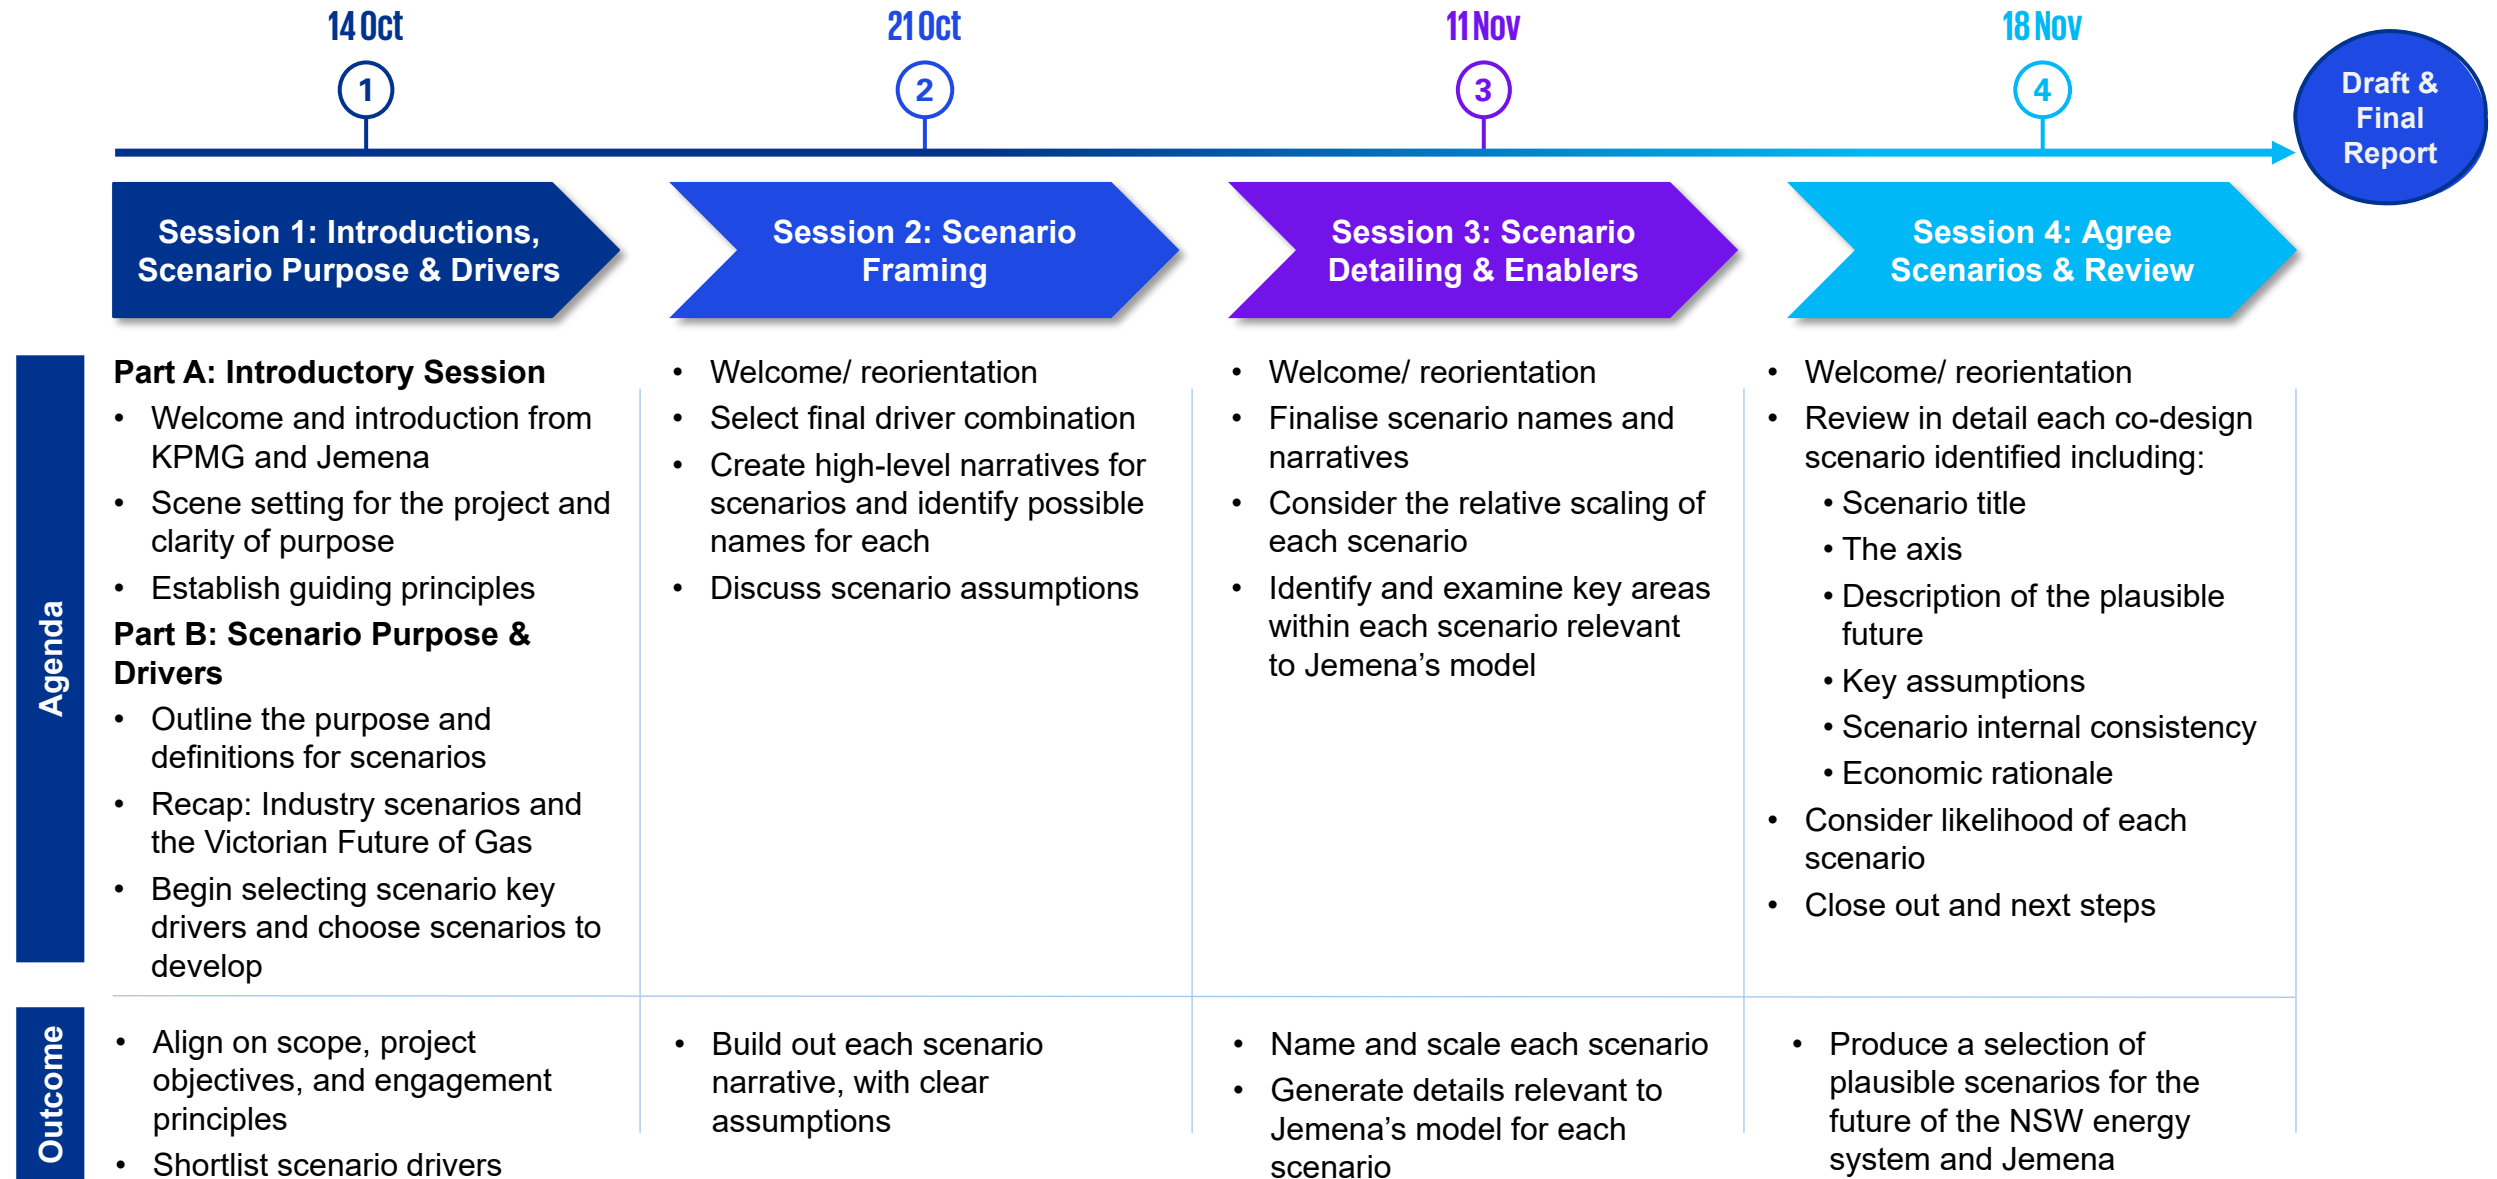 14 Oct
21 Oct
11 Nov
18 Nov
1
2
3
4
Draft &
Final
Report
Session 1: Introductions,
Scenario Purpose & Drivers
Session 2: Scenario
Framing
Session 3: Scenario
Detailing & Enablers
Session 4: Agree
Scenarios & Review
Agenda
Part A: Introductory Session
• Welcome and introduction from
KPMG and Jemena
• Scene setting for the project and
clarity of purpose
• Establish guiding principles
Part B: Scenario Purpose &
Drivers
• Outline the purpose and
definitions for scenarios
• Recap: Industry scenarios and
the Victorian Future of Gas
• Begin selecting scenario key
drivers and choose scenarios to
develop
• Welcome/ reorientation
• Select final driver combination
• Create high-level narratives for
scenarios and identify possible
names for each
• Discuss scenario assumptions
• Welcome/ reorientation
• Finalise scenario names and
narratives
• Consider the relative scaling of
each scenario
• Identify and examine key areas
within each scenario relevant
to Jemena’s model
• Welcome/ reorientation
• Review in detail each co-design
scenario identified including:
• Scenario title
• The axis
• Description of the plausible
future
• Key assumptions
• Scenario internal consistency
• Economic rationale
• Consider likelihood of each
scenario
• Close out and next steps
Outcome
• Align on scope, project
objectives, and engagement
principles
• Shortlist scenario drivers
• Build out each scenario
narrative, with clear
assumptions
• Name and scale each scenario
• Generate details relevant to
Jemena’s model for each
scenario
• Produce a selection of
plausible scenarios for the
future of the NSW energy
system and Jemena